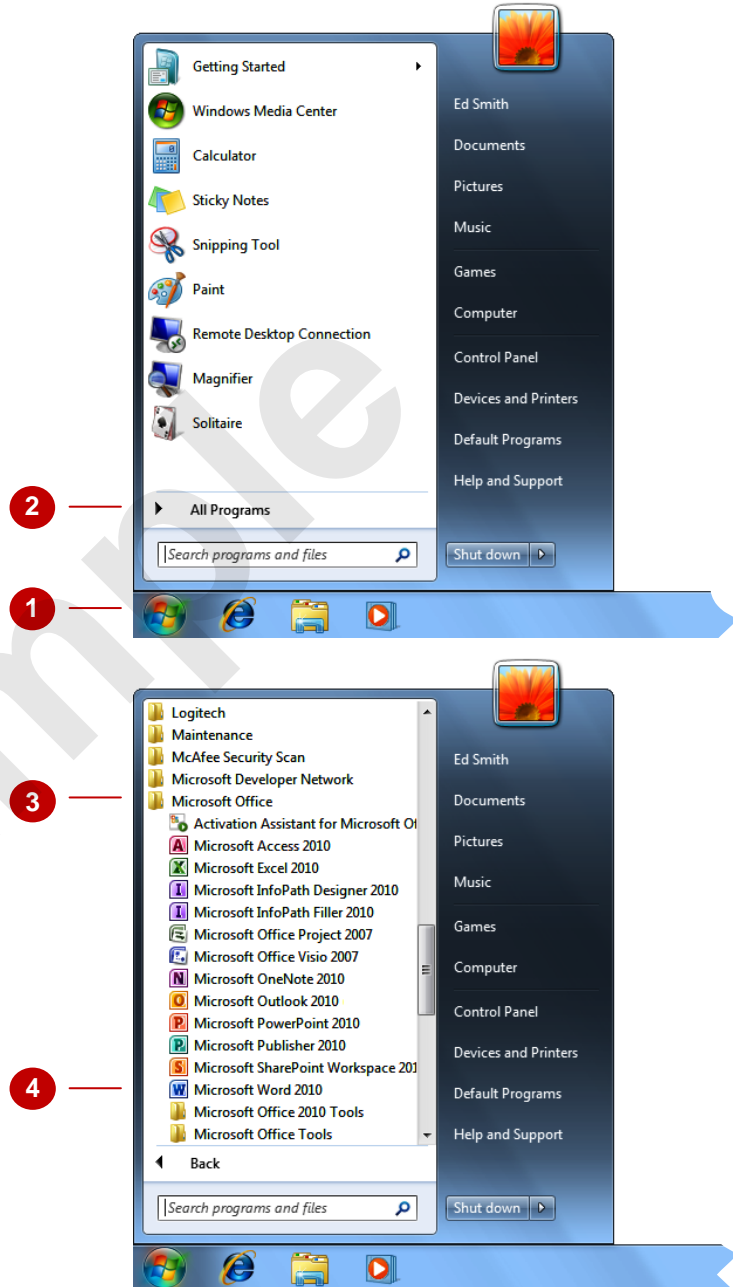 Getting Started
Windows Media Center
Calculator
Sticky Notes
Snipping Tool
Paint
Remote Desktop Connection
Magnifier
Solitaire
2
All Programs
Search programs and files
Ed Smith
Documents
Pictures
Music
Games
Computer
Control Panel
Devices and Printers
Default Programs
Help and Support
Shut down
1
Logitech
Maintenance
McAfee Security Scan
Microsoft Developer Network
3
Microsoft Office
Activation Assistant for Microsoft Of
Microsoft Access 2010
Microsoft Excel 2010
Microsoft InfoPath Designer 2010
Microsoft InfoPath Filler 2010
Microsoft Office Project 2007
Microsoft Office Visio 2007
Microsoft OneNote 2010
Microsoft Outlook 2010
Microsoft PowerPoint 2010
Microsoft Publisher 2010
Microsoft SharePoint Workspace 201
4
Microsoft Word 2010
Microsoft Office 2010 Tools
Microsoft Office Tools
Back
Search programs and files
Ed Smith
Documents
Pictures
Music
Games
Computer
Control Panel
Devices and Printers
Default Programs
Help and Support
Shut down
mple